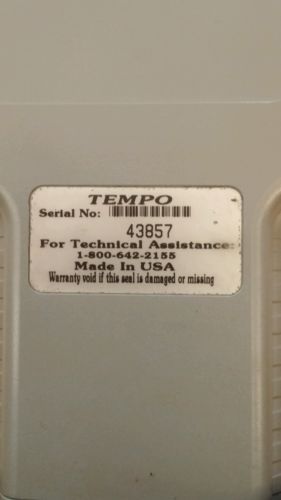 TEMPO
Serial No:
43857
For Technical Assistance:
1-800-642-2155
Made In USA
Warranty void if this seal is damaged or missing